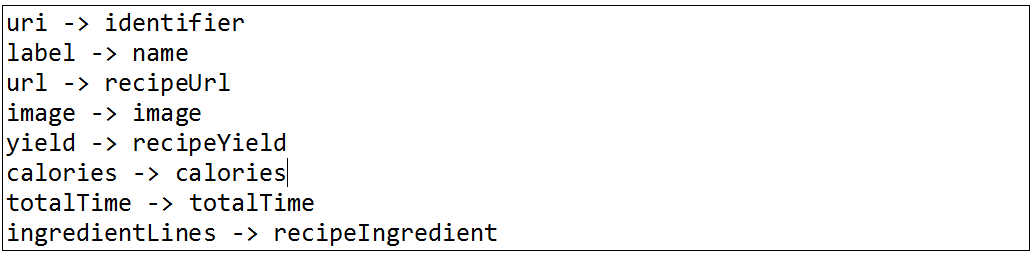 uri -> identifier
label -> name
url -> recipeUrl
image -> image
yield -> recipeYield
calories -> calories
totalTime -> totalTime
ingredientLines -> recipeIngredient